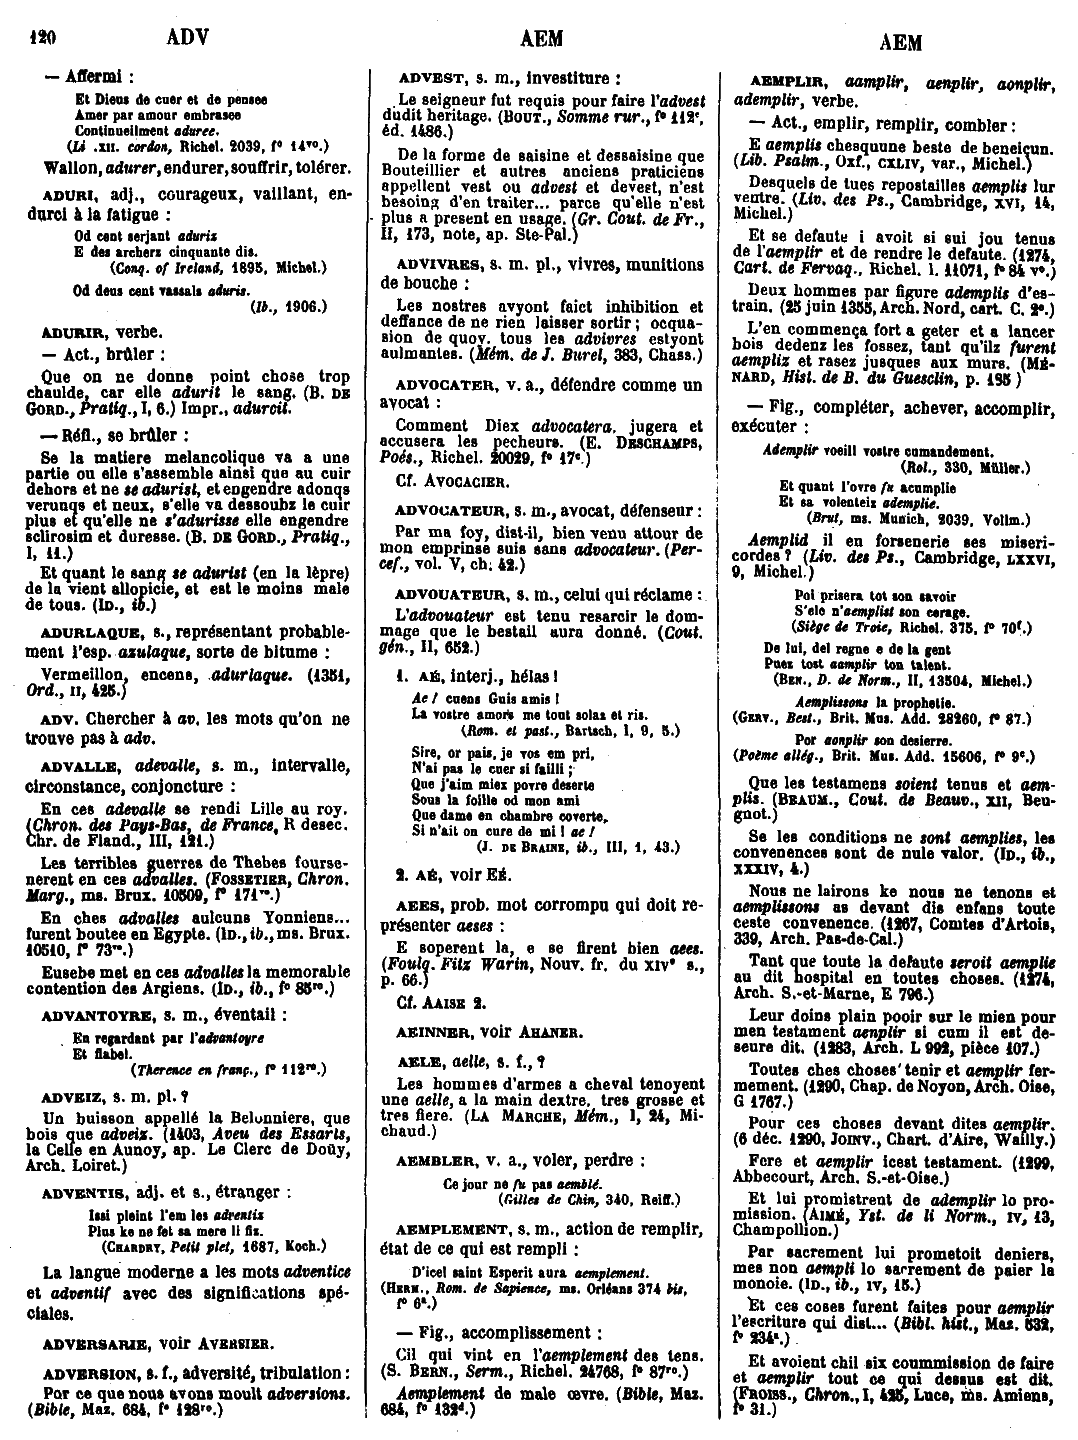 120 ADV AEM AEM
— Affermi :
Et Dieus de cuer et de pensee
Amer par amour embrasee
Continuellment aduree.
(Li .XII. cordon, Richel. 2039, f° 14vo.)
Wallon, adurer, endurer, souffrir, tolérer.
ADURI, adj., courageux, vaillant, en-
durci à la fatigue :
Od cent serjant aduriz
E des archers cinquante dis.
(Conq. of Ireland, 1895, Michel.)
Od deus cent vassals aduris.
(Ib., 1906.)
ADURIR, verbe.
— Act., brûler :
Que on ne donne point chose trop
chaulde, car elle adurit le sang. (B. DE
GORD., Pratiq., I, 6.) Impr., adurcit.
— Réfl., se brûler :
Se la matiere melancolique va a une
partie ou elle s'assemble ainsi que au cuir
dehors et ne se adurist, et engendre adonqs
verunqs et neux, s'elle va dessoubz le cuir
plus et qu'elle ne s'adurisse elle engendre
sclirosim et duresse. (B. DE GORD., Pratiq.,
I, 11.)
Et quant le sang se adurist (en la lèpre)
de la vient allopicie, et est le moins male
de tous. (ID., ib.)
ADURLAQUE, s., représentant probable-
ment l'esp. azulaque, sorte de bitume :
Vermeillon, encens, adurlaque. (1351,
Ord., II, 425.)
ADV. Chercher à av. les mots qu'on ne
trouve pas à adv.
ADVALLE, adevalle, s. m., intervalle,
circonstance, conjoncture :
En ces adevalle se rendi Lille au roy.
(Chron. des Pays-Bas, de France, R desec.
Chr. de Fland., III, 121.)
Les terribles guerres de Thebes fourse-
nerent en ces advalles. (FOSSETIER, Chron.
Marg., ms. Brux. 10509, f° 171vo.)
En ches advalles aulcuns Yonniens...
furent boutee en Egypte. (ID., ib., ms. Brux.
10510, f° 73vo.)
Eusebe met en ces advalles la memorable
contention des Argiens. (ID., ib., f° 85ro.)
ADVANTOYRE, s. m., éventail :
En regardant par l'advantoyre
Et flabel.
(Therence en franç., f° 112vo.)
ADVEIZ, s. m. pl. ?
Un buisson appellé la Belonniere, que
bois que adveiz. (1403, Aveu des Essarts,
la Celle en Aunoy, ap. Le Clerc de Doüy,
Arch. Loiret.)
ADVENTIS, adj. et s., étranger :
Issi pleint l'em les adventis
Plus ke ne fet sa mere li fiz.
(CHARDRY, Petit plet, 1687, Koch.)
La langue moderne a les mots adventice
et adventif avec des significations spé-
ciales.
ADVERSARIE, voir AVERSIER.
ADVERSION, s. f., adversité, tribulation :
Por ce que nous avons moult adversions.
(Bible, Maz. 684, f° 128ro.)
ADVEST, s. m., investiture :
Le seigneur fut requis pour faire l'advest
dudit heritage. (BOUT., Somme rur., f° 112c,
éd. 1486.)
De la forme de saisine et dessaisine que
Bouteillier et autres anciens praticiens
appellent vest ou advest et devest, n'est
besoing d'en traiter... parce qu'elle n'est
plus a present en usage. (Gr. Cout. de Fr.,
II, 173, note, ap. Ste-Pal.)
ADVIVRES, s. m. pl., vivres, munitions
de bouche :
Les nostres avyont faict inhibition et
deffance de ne rien laisser sortir ; ocqua-
sion de quoy. tous les advivres estyont
aulmantes. (Mém. de J. Burel, 383, Chass.)
ADVOCATER, v. a., défendre comme un
avocat :
Comment Diex advocatera. jugera et
accusera les pecheurs. (E. DESCHAMPS,
Poés., Richel. 20029, f° 17c.)
Cf. AVOCACIER.
ADVOCATEUR, s. m., avocat, défenseur :
Par ma foy, dist-il, bien venu attour de
mon emprinse suis sans advocateur. (Per-
cef., vol. V, ch. 42.)
ADVOUATEUR, s. m., celui qui réclame :
L'advouateur est tenu resarcir le dom-
mage que le bestail aura donné. (Cout.
gén., II, 652.)
1. AÉ, interj., hélas !
Ae ! cuens Guis amis !
La vostre amors me tout solaz et ris.
(Rom. et past., Bartsch, I, 9, 5.)
Sire, or pais, je vos em pri,
N'ai pas le cuer si failli ;
Que j'aim miex povre deserte
Sous la foille od mon ami
Que dame en chambre coverte,
Si n'ait on cure de mi ! ae !
(J. DE BRAINE, ib., III, 1, 43.)
2. AÉ, voir EÉ.
AEES, prob. mot corrompu qui doit re-
présenter aeses :
E soperent la, e se firent bien aees.
(Foulq. Fitz Warin, Nouv. fr. du XIVe s.,
p. 66.)
Cf. AAISE 2.
AEINNER, voir AHANER.
AELE, aelle, s. f., ?
Les hommes d'armes a cheval tenoyent
une aelle, a la main dextre, tres grosse et
tres fiere. (LA MARCHE, Mém., I, 24, Mi-
chaud.)
AEMBLER, v. a., voler, perdre :
Ce jour ne fu pas aemblé.
(Gilles de Chin, 340, Reiff.)
AEMPLEMENT, s. m., action de remplir,
état de ce qui est rempli :
D'icel saint Esperit aura aemplement.
(HERM., Rom. de Sapience, ms. Orléans 374 bis,
f° 6a.)
— Fig., accomplissement :
Cil qui vint en l'aemplement des tens.
(S. BERN., Serm., Richel. 24768, f° 87ro.)
Aemplement de male œvre. (Bible, Maz.
684, f° 132d.)
AEMPLIR, aamplir, aenplir, aonplir,
ademplir, verbe.
— Act., emplir, remplir, combler :
E aemplis chesquune beste de beneiçun.
(Lib. Psalm., Oxf., CXLIV, var., Michel.)
Desquels de tues repostailles aemplis lur
ventre. (Liv. des Ps., Cambridge, XVI, 14,
Michel.)
Et se defaute i avoit si sui jou tenus
de l'aemplir et de rendre le defaute. (1274,
Cart. de Fervaq., Richel. l. 11071, f° 84 vo.)
Deux hommes par figure ademplis d'es-
train. (25 juin 1355, Arch. Nord, cart. C. 2e.)
L'en commença fort a geter et a lancer
bois dedenz les fossez, tant qu'ilz furent
aempliz et rasez jusques aux murs. (MÉ-
NARD, Hist. de B. du Guesclin, p. 195)
— Fig., compléter, achever, accomplir,
exécuter :
Ademplir voeill vostre cumandement.
(Rol., 330, Müller.)
Et quant l'ovre fu acumplie
Et sa volenteiz ademplie.
(Brut, ms. Munich, 2039, Vollm.)
Aemplid il en forsenerie ses miseri-
cordes ? (Liv. des Ps., Cambridge, LXXVI,
9, Michel.)
Pol prisera tot son savoir
S'ele n'aemplist son corage.
(Siège de Troie, Richel. 375, f° 70f.)
De lui, del regne e de la gent
Puez tost aamplir ton talent.
(BEN., D. de Norm., II, 13504, Michel.)
Aemplissons la prophetie.
(GERV., Best., Brit. Mus. Add. 28260, f° 87.)
Por aonplir son desierre.
(Poème allég., Brit. Mus. Add. 15606, f° 9c.)
Que les testamens soient tenus et aem-
plis. (BEAUM., Cout. de Beauv., XII, Beu-
gnot.)
Se les conditions ne sont aemplies, les
convenences sont de nule valor. (ID., ib.,
XXXIV, 4.)
Nous ne lairons ke nous ne tenons et
aemplissons as devant dis enfans toute
ceste convenence. (1267, Comtes d'Artois,
339, Arch. Pas-de-Cal.)
Tant que toute la defaute seroit aemplie
au dit hospital en toutes choses. (1274,
Arch. S.-et-Marne, E 796.)
Leur doins plain pooir sur le mien pour
men testament aenplir si cum il est de-
seure dit. (1283, Arch. L 992, pièce 107.)
Toutes ches choses tenir et aemplir fer-
mement. (1290, Chap. de Noyon, Arch. Oise,
G 1767.)
Pour ces choses devant dites aemplir.
(6 déc. 1290, JOINV., Chart. d'Aire, Wailly.)
Fere et aemplir icest testament. (1299,
Abbecourt, Arch. S.-et-Oise.)
Et lui promistrent de ademplir lo pro-
mission. (AIMÉ, Yst. de li Norm., IV, 13,
Champollion.)
Par sacrement lui prometoit deniers,
mes non aempli lo sacrement de paier la
monoie. (ID., ib., IV, 15.)
Et ces coses furent faites pour aemplir
l'escriture qui dist... (Bibl. hist., Maz. 532,
f° 234a.)
Et avoient chil six coummission de faire
et aemplir tout ce qui dessus est dit.
(FROISS., Chron., I, 425, Luce, ms. Amiens,
f° 31.)